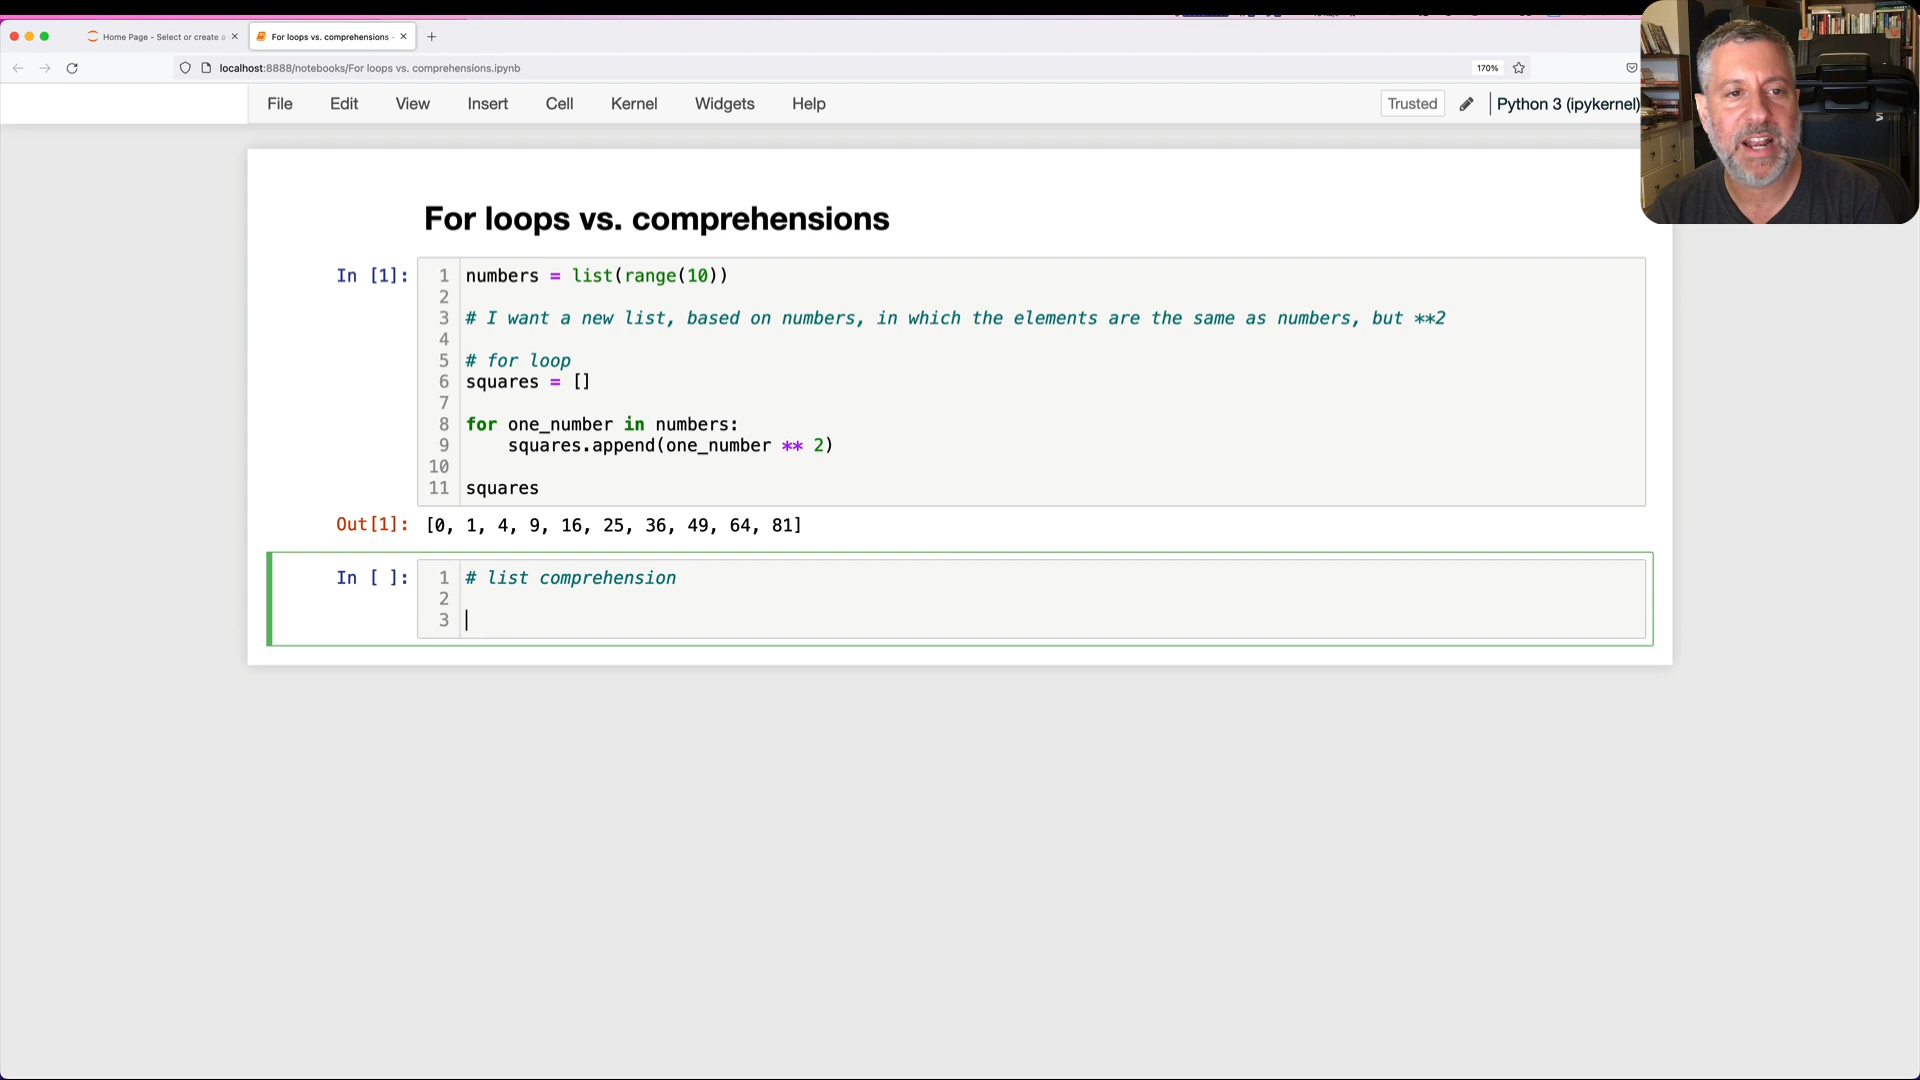 Home Page - Select or create a
For loops vs. comprehensions -
localhost:8888/notebooks/For loops vs. comprehensions.ipynb
170%
File Edit View Insert Cell Kernel Widgets Help
Trusted
Python 3 (ipykernel)
For loops vs. comprehensions
In [1]:
1 numbers = list(range(10))
2
3 # I want a new list, based on numbers, in which the elements are the same as numbers, but **2
4
5 # for loop
6 squares = []
7
8 for one_number in numbers:
9 squares.append(one_number ** 2)
10
11 squares
Out[1]: [0, 1, 4, 9, 16, 25, 36, 49, 64, 81]
In [ ]:
1 # list comprehension
2
3